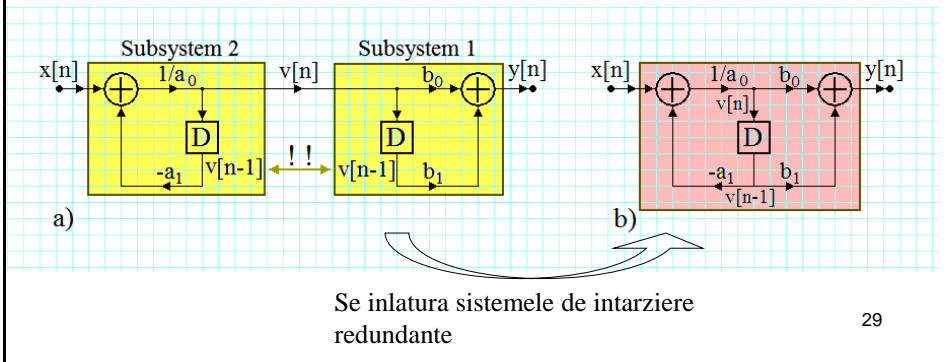 Subsystem 2 Subsystem 1
x[n] 1/a0 v[n] b0 y[n] x[n] 1/a0 b0 y[n]
v[n]
D D D
-a1 v[n-1] ! ! v[n-1] b1 -a1 b1
v[n-1]
a) b)
Se inlatura sistemele de intarziere
redundante
29